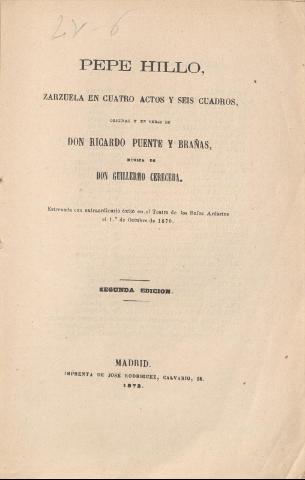 LIV-6
PEPE HILLO,
ZARZUELA EN CUATRO ACTOS Y SEIS CUADROS,
ORIGINAL Y EN VERSO DE
DON RICARDO PUENTE Y BRAÑAS,
MÚSICA DE
DON GUILLERMO CERECEDA.
Estrenada con extraordinario éxito en el Teatro de los Bufos Arderius
el 1.° de Octubre de 1870.
SEGUNDA EDICION.
MADRID.
IMPRENTA DE JOSÉ RODRIGUEZ, CALVARIO, 18.
1872.